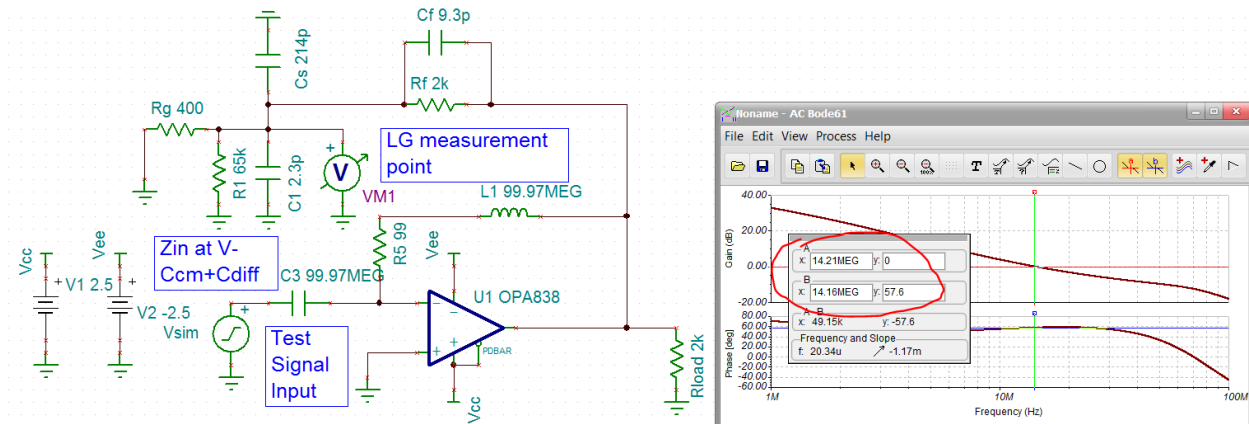 Cf 9.3p
Cs 214p
Rf 2k
Rg 400
LG measurement
point
R1 65k
C1 2.3p
+
V
VM1
L1 99.97MEG
R5 99
Vee
Vcc
Vee
Zin at V-
Ccm+Cdiff
C3 99.97MEG
U1 OPA838
+
V1 2.5
+
V2 -2.5
Vsim
+
Test
Signal
Input
−
−
+
+
PDBAR
Vcc
Rload 2k
Noname - AC Bode61
File Edit View Process Help
100%
T
a
b
40.00
20.00
0.00
-20.00
Gain (dB)
A
x: 14.21MEG y: 0
B
x: 14.16MEG y: 57.6
A - B
x: 49.15k y: -57.6
Frequency and Slope
f: 20.34u -1.17m
80.00
60.00
40.00
20.00
0.00
-20.00
-40.00
-60.00
Phase [deg]
1M
10M
100M
Frequency (Hz)